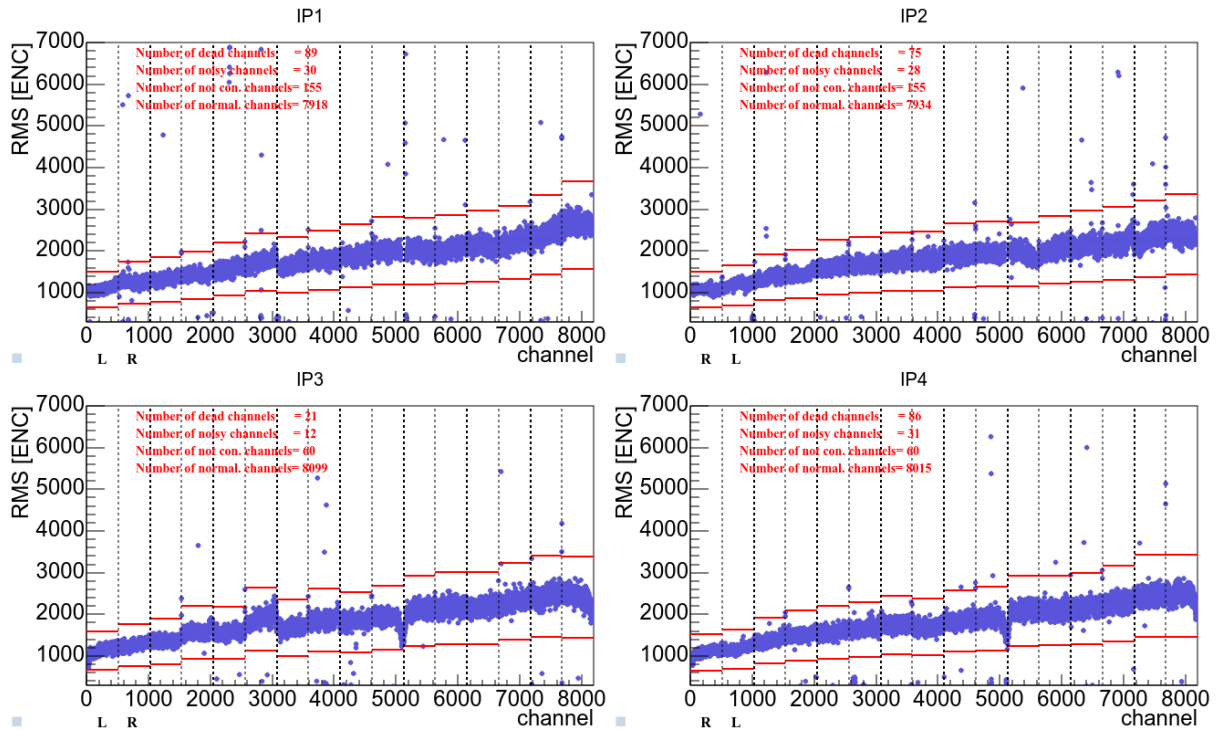 IP1
7000
6000
5000
4000
3000
2000
1000
RMS [ENC]
Number of dead channels = 89
Number of noisy channels = 30
Number of not con. channels= 155
Number of normal. channels= 7918
0 1000 2000 3000 4000 5000 6000 7000 8000
channel
L R
IP2
7000
6000
5000
4000
3000
2000
1000
RMS [ENC]
Number of dead channels = 75
Number of noisy channels = 28
Number of not con. channels= 155
Number of normal. channels= 7934
0 1000 2000 3000 4000 5000 6000 7000 8000
channel
R L
IP3
7000
6000
5000
4000
3000
2000
1000
RMS [ENC]
Number of dead channels = 21
Number of noisy channels = 12
Number of not con. channels= 60
Number of normal. channels= 8099
0 1000 2000 3000 4000 5000 6000 7000 8000
channel
L R
IP4
7000
6000
5000
4000
3000
2000
1000
RMS [ENC]
Number of dead channels = 86
Number of noisy channels = 31
Number of not con. channels= 60
Number of normal. channels= 8015
0 1000 2000 3000 4000 5000 6000 7000 8000
channel
R L